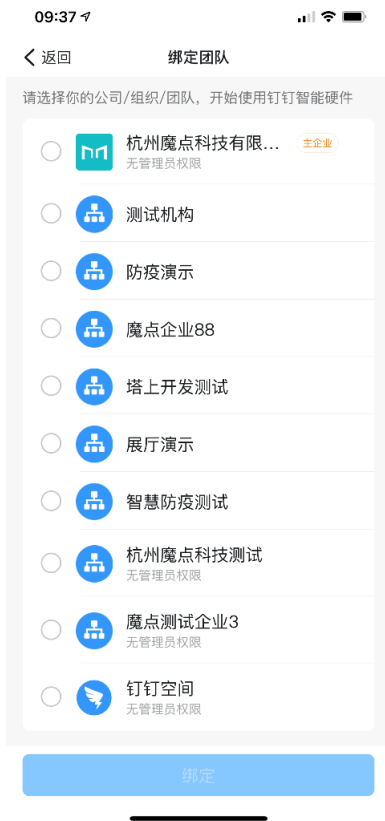 09:37
返回
绑定团队
请选择你的公司/组织/团队，开始使用钉钉智能硬件
杭州魔点科技有限...
主企业
无管理员权限
测试机构
防疫演示
魔点企业88
塔上开发测试
展厅演示
智慧防疫测试
杭州魔点科技测试
无管理员权限
魔点测试企业3
无管理员权限
钉钉空间
无管理员权限
绑定